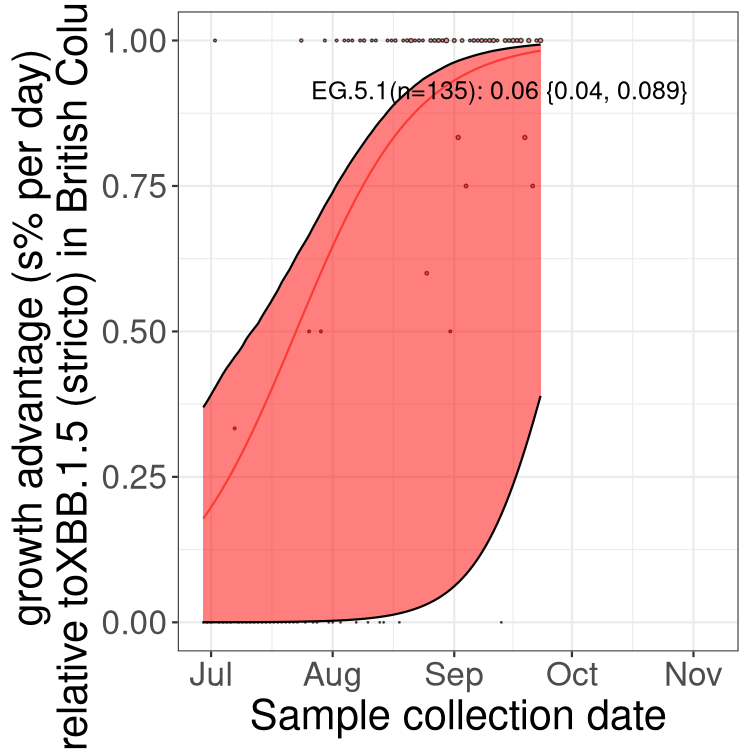 growth advantage (s% per day)
relative toXBB.1.5 (stricto) in British Colu
1.00
0.75
0.50
0.25
0.00
EG.5.1(n=135): 0.06 {0.04, 0.089}
Jul Aug Sep Oct Nov
Sample collection date